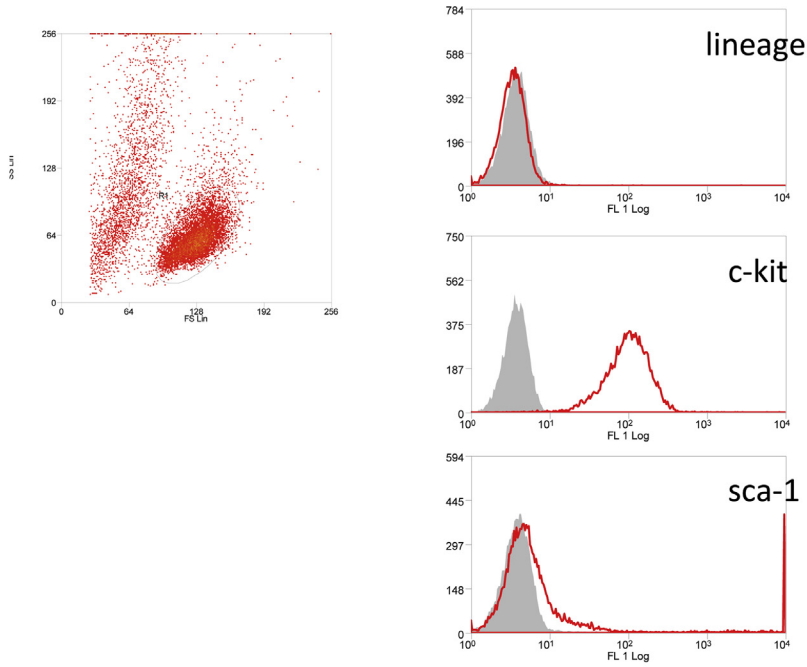 256
192
128
64
0
0 64 128 192 256
SS Lin
FS Lin
R1
784
588
392
196
0
10⁰ 10¹ 10² 10³ 10⁴
FL 1 Log
lineage
750
562
375
187
0
10⁰ 10¹ 10² 10³ 10⁴
FL 1 Log
c-kit
594
445
297
148
0
10⁰ 10¹ 10² 10³ 10⁴
FL 1 Log
sca-1